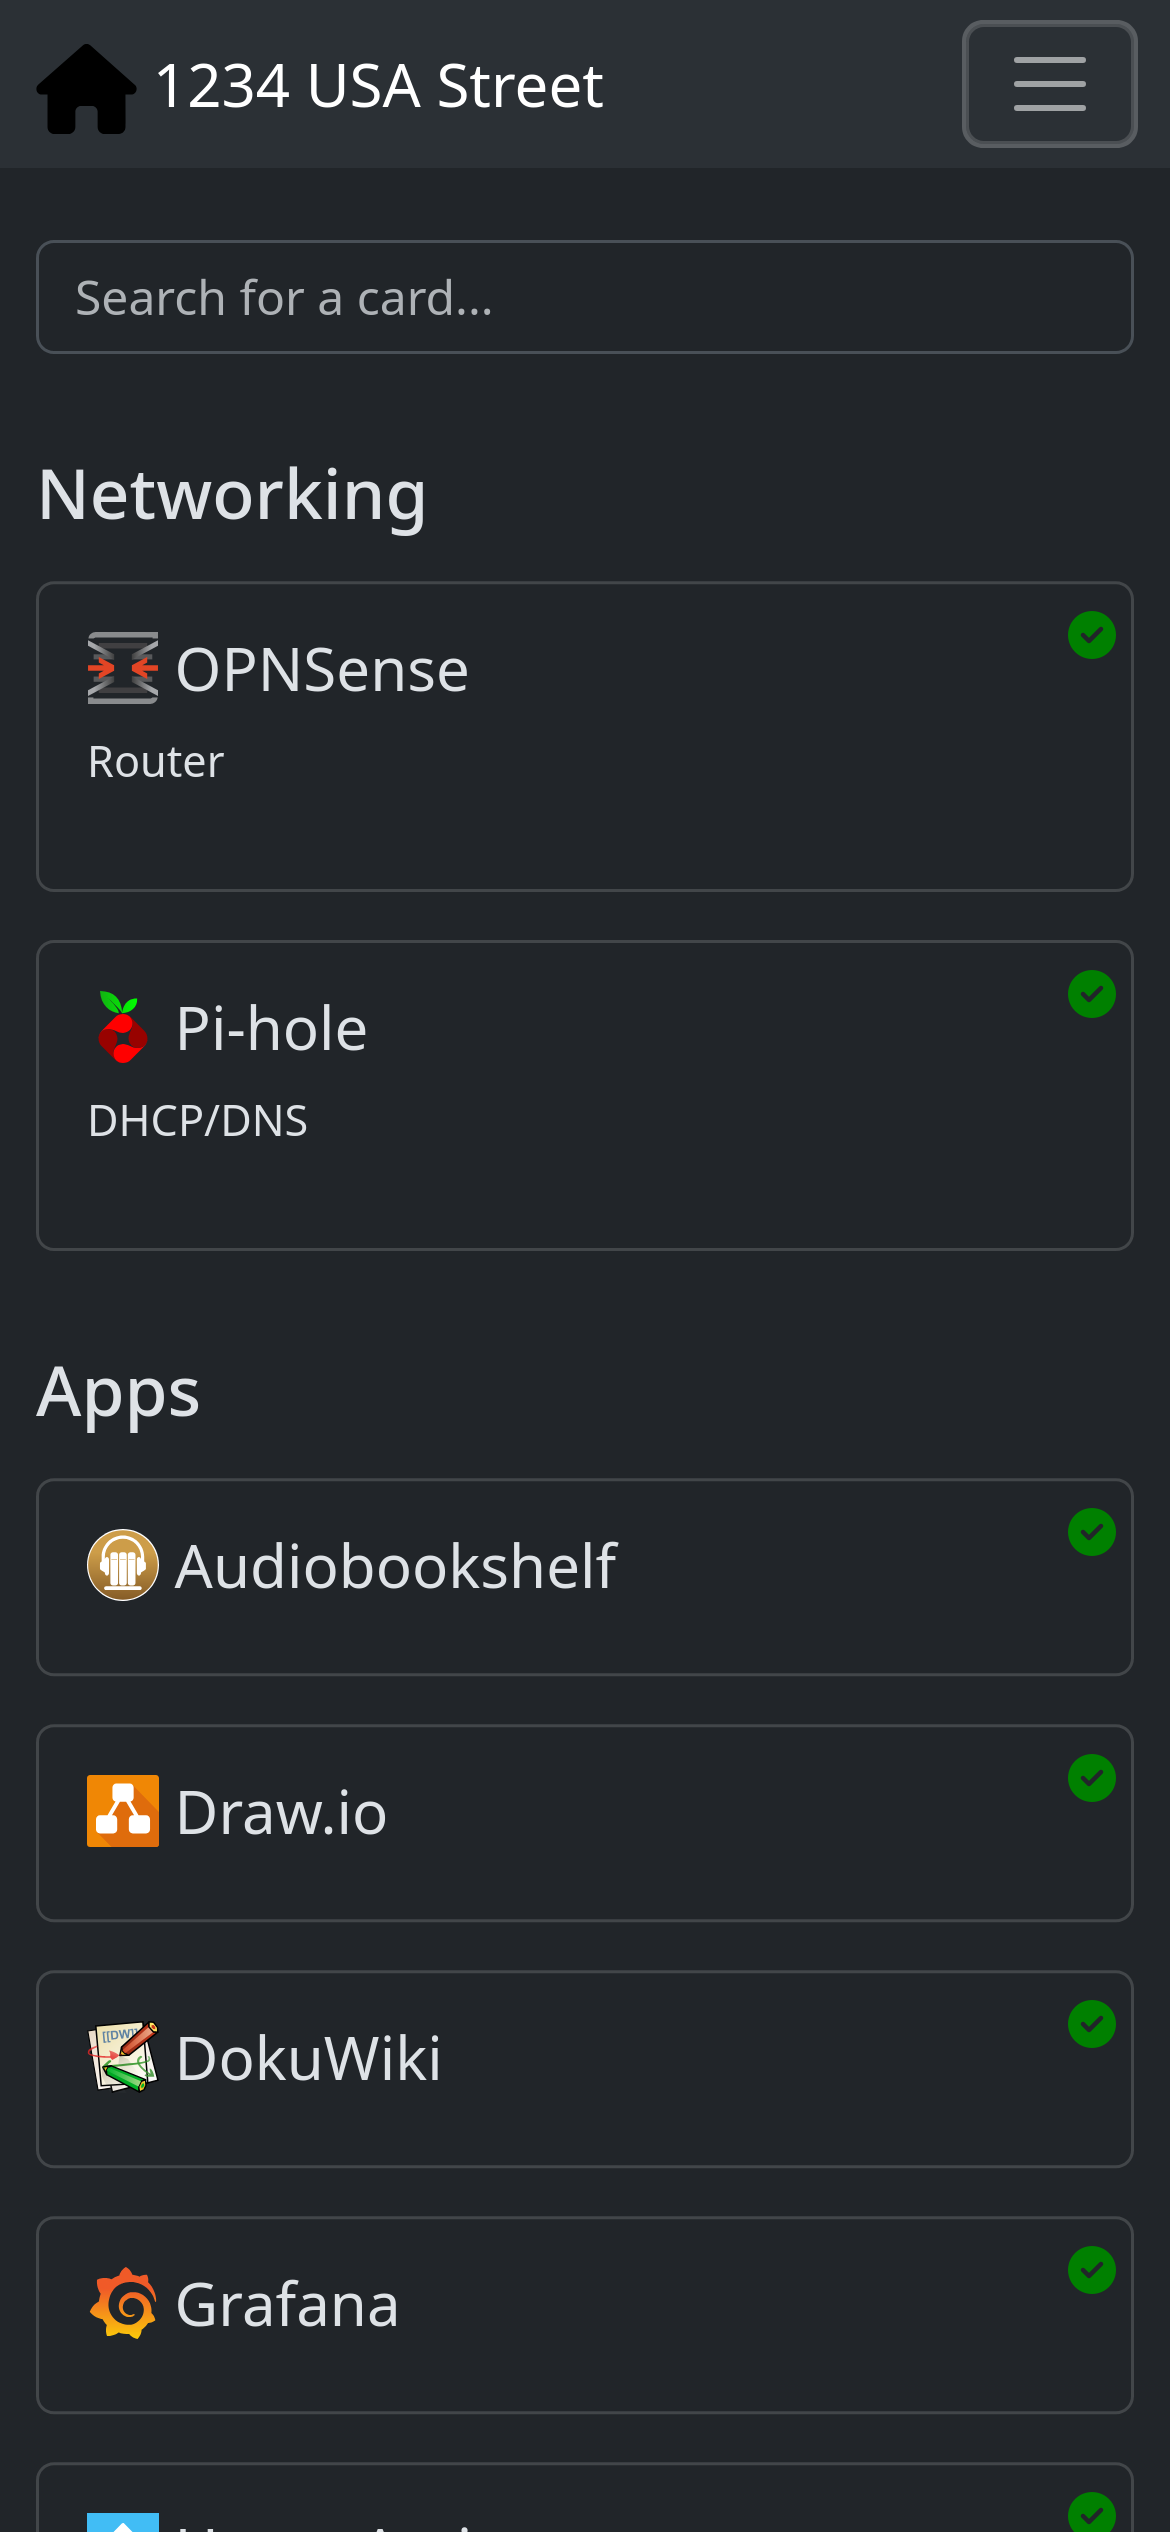 1234 USA Street
Search for a card...
Networking
OPNSense
Router
Pi-hole
DHCP/DNS
Apps
Audiobookshelf
Draw.io
[[DW]]
DokuWiki
Grafana